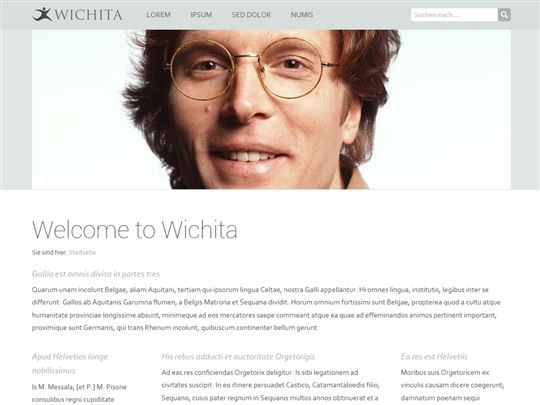 WICHITA LOREM IPSUM SED DOLOR NUMIS Suchen nach ...
Welcome to Wichita
Sie sind hier: Startseite
Gallia est omnis divisa in partes tres
Quarum unam incolunt Belgae, aliam Aquitani, tertiam qui ipsorum lingua Celtae, nostra Galli appellantur. Hi omnes lingua, institutis, legibus inter se
differunt. Gallos ab Aquitanis Garumna flumen, a Belgis Matrona et Sequana dividit. Horum omnium fortissimi sunt Belgae, propterea quod a cultu atque
humanitate provinciae longissime absunt, minimeque ad eos mercatores saepe commeant atque ea quae ad effeminandos animos pertinent important,
proximique sunt Germanis, qui trans Rhenum incolunt, quibuscum continenter bellum gerunt.
Apud Helvetios longe
nobilissimus
Is M. Messala, [et P.] M. Pisone
consulibus regni cupiditate
His rebus adducti et auctoritate Orgetorigis
Ad eas res conficiendas Orgetorix deligitur. Is sibi legationem ad
civitates suscipit. In eo itinere persuadet Castico, Catamantaloedis filio,
Sequano, cuius pater regnum in Sequanis multos annos obtinuerat et a
Ea res est Helvetiis
Moribus suis Orgetoricem ex
vinculis causam dicere coegerunt;
damnatum poenam sequi